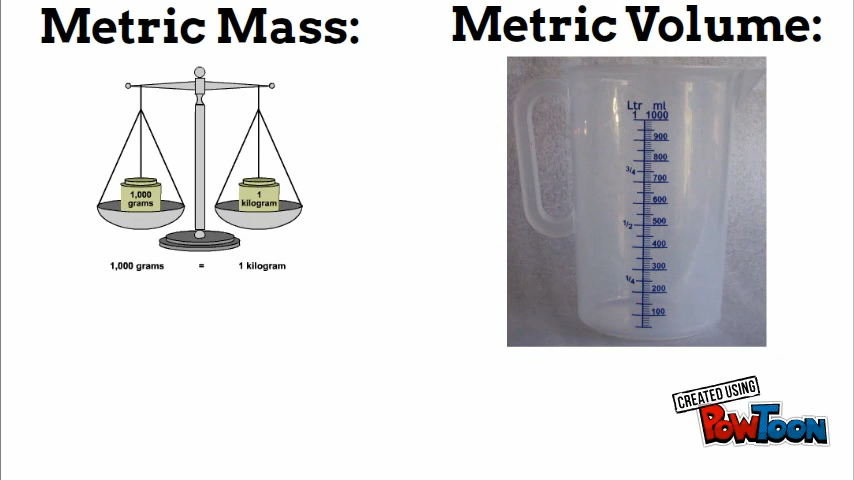 Metric Mass:
1,000
grams
1
kilogram
1,000 grams = 1 kilogram
Metric Volume:
Ltr ml
1 1000
900
800
3/4
700
600
1/2 500
400
300
1/4
200
100
CREATED USING
POWTOON